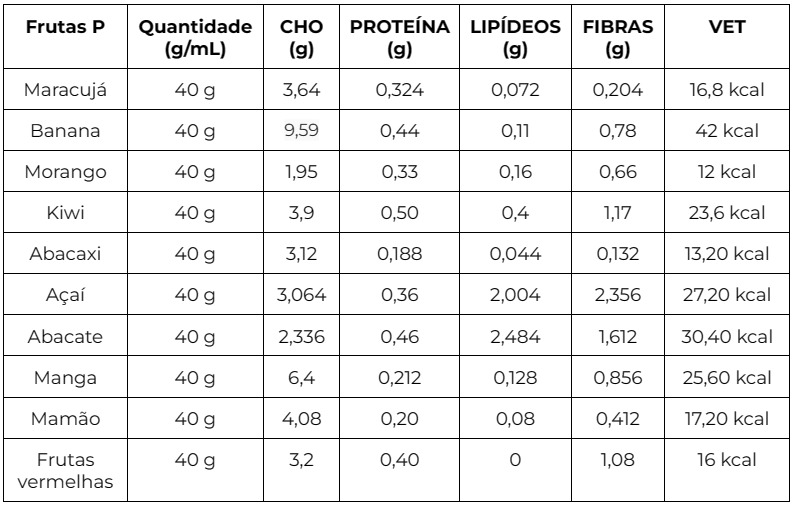 Frutas P Quantidade (g/mL) CHO (g) PROTEÍNA (g) LIPÍDEOS (g) FIBRAS (g) VET
Maracujá 40 g 3,64 0,324 0,072 0,204 16,8 kcal
Banana 40 g 9,59 0,44 0,11 0,78 42 kcal
Morango 40 g 1,95 0,33 0,16 0,66 12 kcal
Kiwi 40 g 3,9 0,50 0,4 1,17 23,6 kcal
Abacaxi 40 g 3,12 0,188 0,044 0,132 13,20 kcal
Açaí 40 g 3,064 0,36 2,004 2,356 27,20 kcal
Abacate 40 g 2,336 0,46 2,484 1,612 30,40 kcal
Manga 40 g 6,4 0,212 0,128 0,856 25,60 kcal
Mamão 40 g 4,08 0,20 0,08 0,412 17,20 kcal
Frutas vermelhas 40 g 3,2 0,40 0 1,08 16 kcal